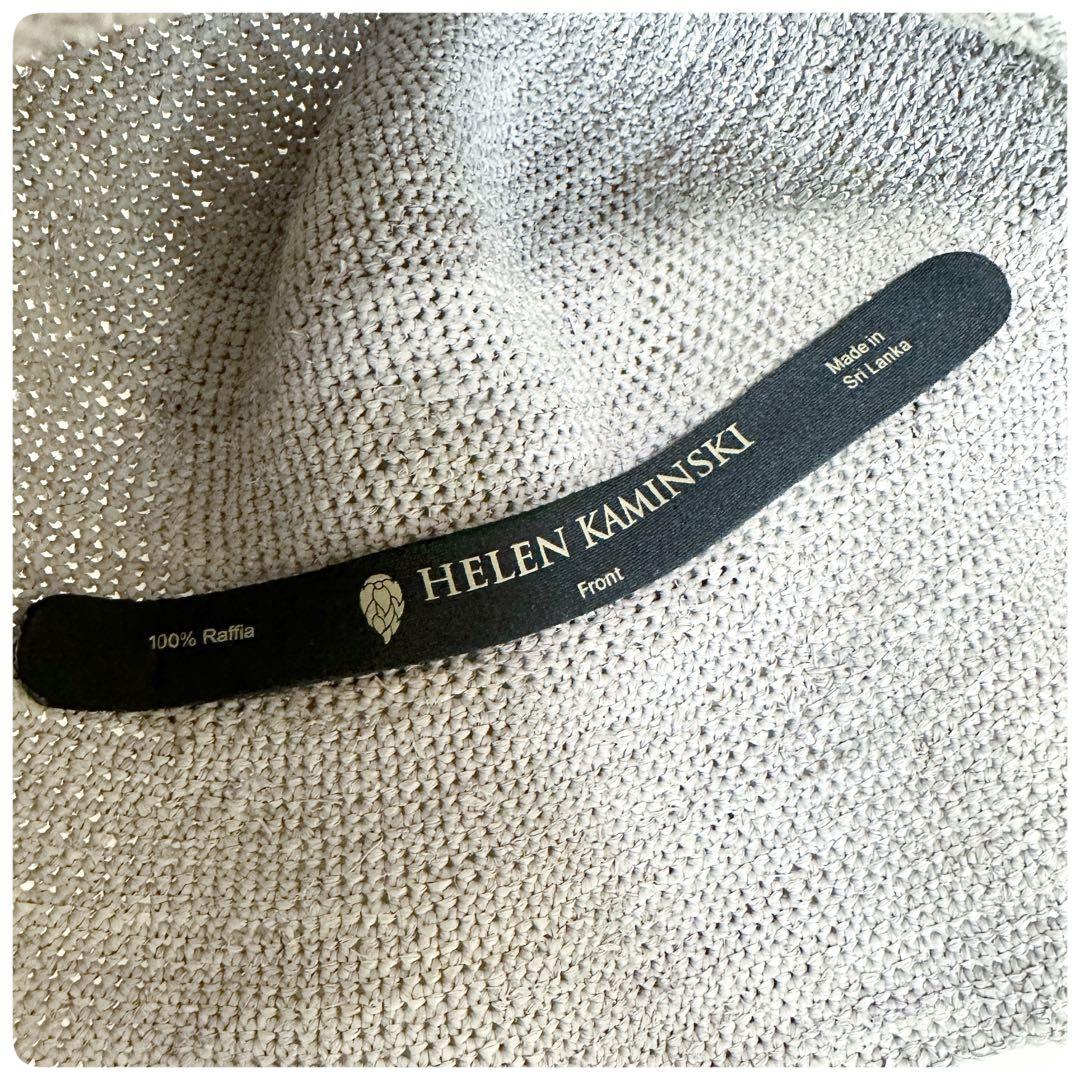 100% Raffia
HELEN KAMINSKI
Front
Made in
Sri Lanka